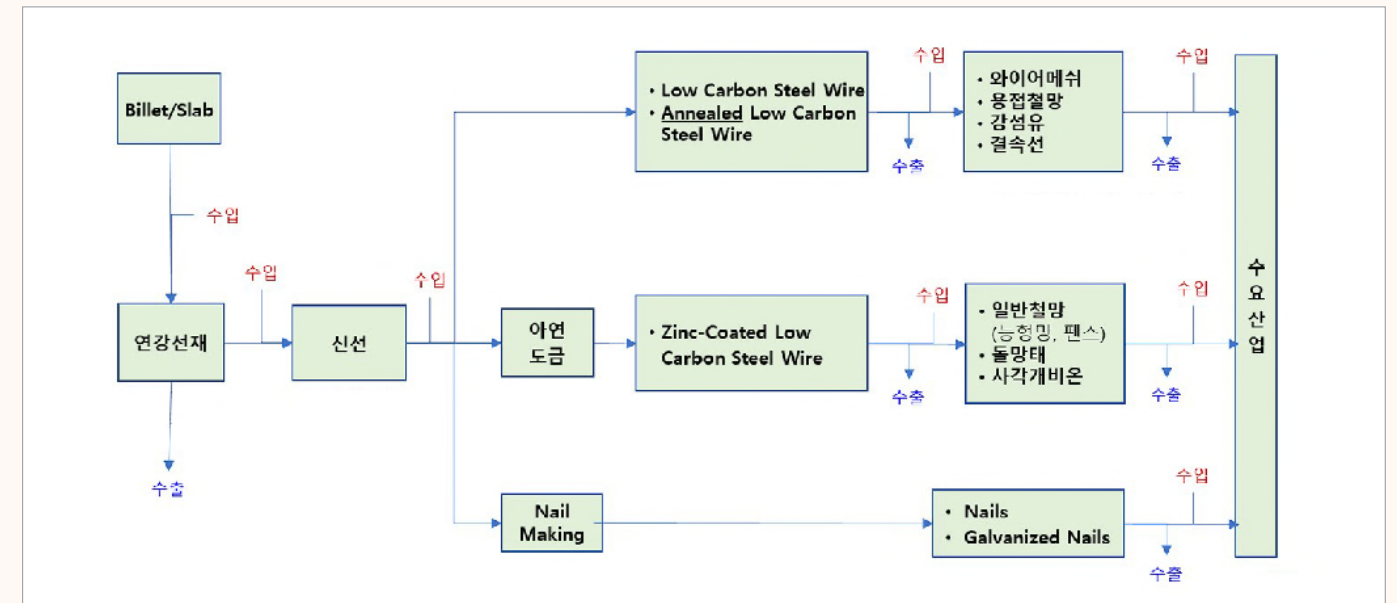 Billet/Slab
수입
연강선재
수출
수입
신선
수입
• Low Carbon Steel Wire
• Annealed Low Carbon
Steel Wire
수입
수출
• 와이어메쉬
• 용접철망
• 강섬유
• 결속선
수입
수출
아연
도금
• Zinc-Coated Low
Carbon Steel Wire
수입
수출
• 일반철망
(능형망, 펜스)
• 돌망태
• 사각개비온
수입
수출
Nail
Making
• Nails
• Galvanized Nails
수입
수출
수
요
산
업